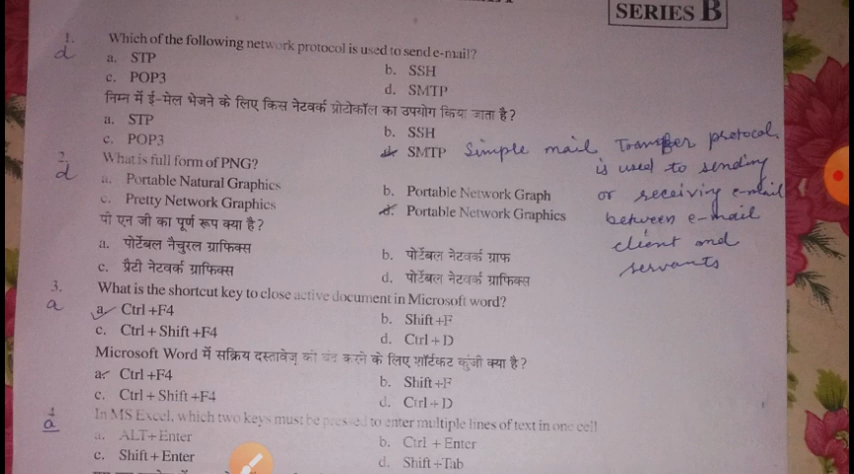 SERIES B
1. Which of the following network protocol is used to send e-mail?
d
a. STP
b. SSH
c. POP3
d. SMTP
निम्न में ई-मेल भेजने के लिए किस नेटवर्क प्रोटोकॉल का उपयोग किया जाता है?
a. STP
b. SSH
c. POP3
SMTP Simple mail Transfer protocol
is used to sending
or receiving e-mail
between e-mail
client and
servants
2. What is full form of PNG?
d
a. Portable Natural Graphics
b. Portable Network Graph
c. Pretty Network Graphics
d. Portable Network Graphics
पी एन जी का पूर्ण रूप क्या है?
a. पोर्टेबल नैचुरल ग्राफिक्स
b. पोर्टेबल नेटवर्क ग्राफ
c. प्रैटी नेटवर्क ग्राफिक्स
d. पोर्टेबल नेटवर्क ग्राफिक्स
3. What is the shortcut key to close active document in Microsoft word?
a
a. Ctrl +F4
b. Shift +F
c. Ctrl + Shift +F4
d. Ctrl + D
Microsoft Word में सक्रिय दस्तावेज़ को बंद करने के लिए शॉर्टकट कुंजी क्या है?
a. Ctrl +F4
b. Shift +F
c. Ctrl + Shift +F4
d. Ctrl + D
4. In MS Excel, which two keys must be pressed to enter multiple lines of text in one cell
a
a. ALT+ Enter
b. Ctrl + Enter
c. Shift + Enter
d. Shift +Tab